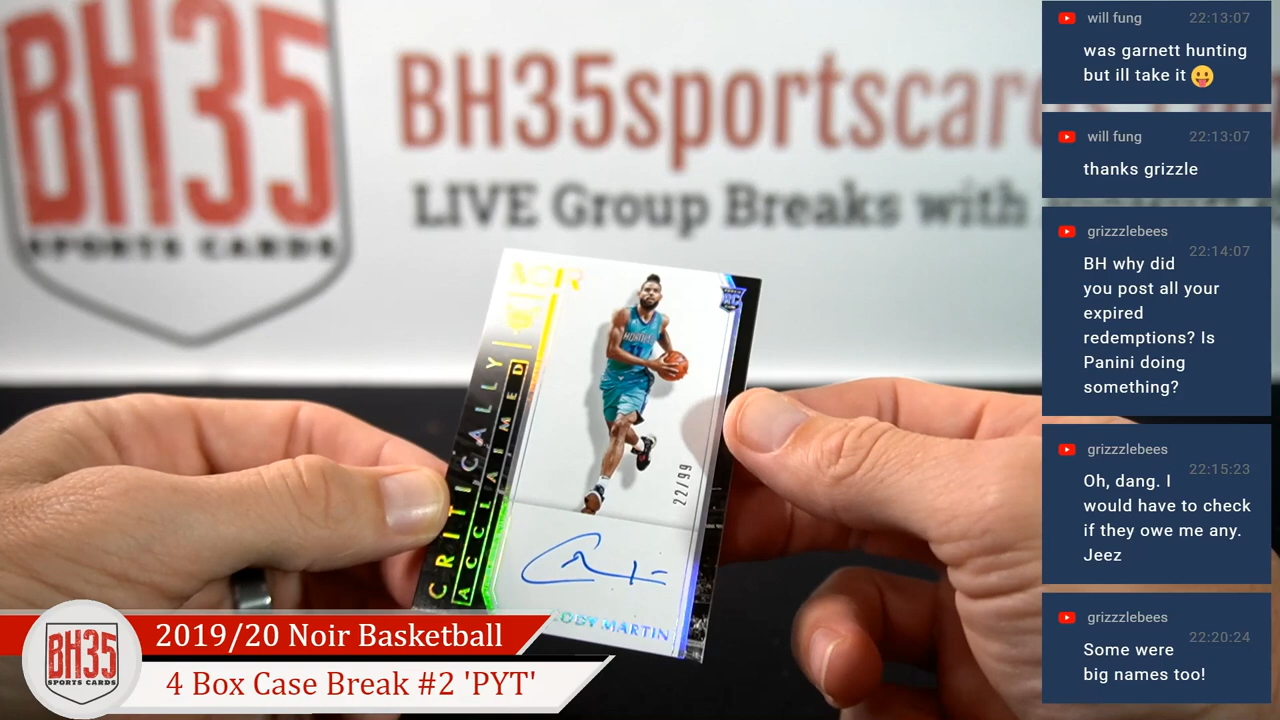 BH35
SPORTS CARDS
BH35sportscar
LIVE Group Breaks with
NOIR
RC
HORNETS
CRITICALLY
ACCLAIMED
22/99
CODY MARTIN
BH35
SPORTS CARDS
2019/20 Noir Basketball
4 Box Case Break #2 'PYT'
will fung 22:13:07
was garnett hunting
but ill take it 😛
will fung 22:13:07
thanks grizzle
grizzzlebees
22:14:07
BH why did
you post all your
expired
redemptions? Is
Panini doing
something?
grizzzlebees
22:15:23
Oh, dang. I
would have to check
if they owe me any.
Jeez
grizzzlebees
22:20:24
Some were
big names too!